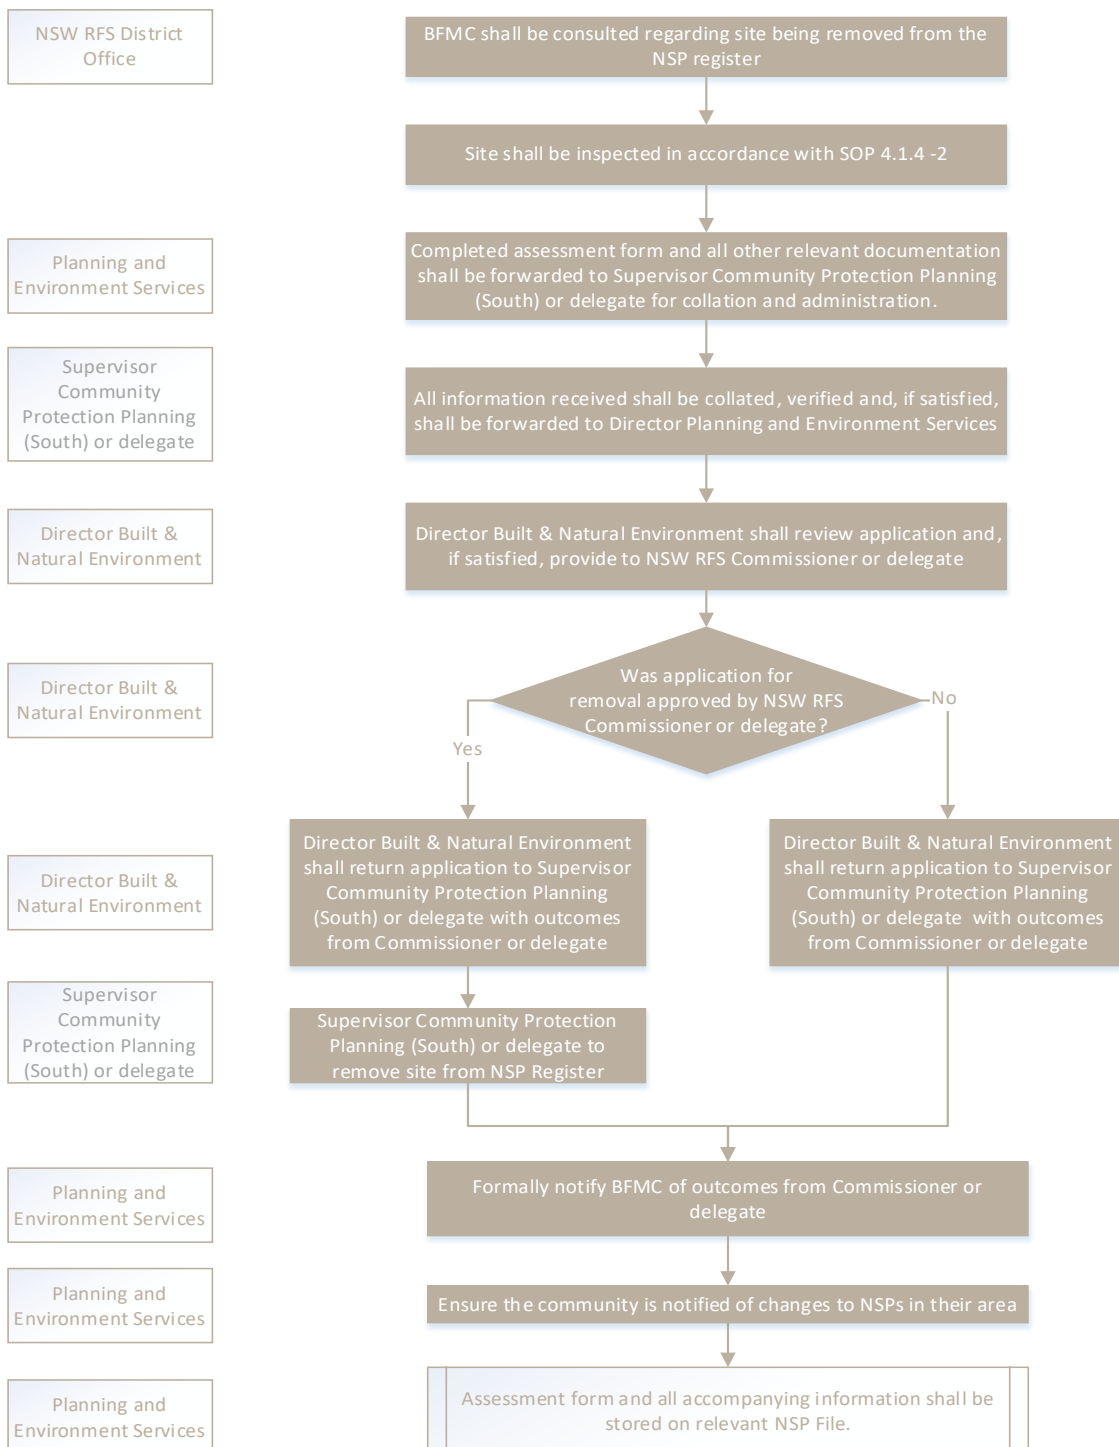 NSW RFS District
Office
BFMC shall be consulted regarding site being removed from the
NSP register
Site shall be inspected in accordance with SOP 4.1.4 -2
Planning and
Environment Services
Completed assessment form and all other relevant documentation
shall be forwarded to Supervisor Community Protection Planning
(South) or delegate for collation and administration.
Supervisor
Community
Protection Planning
(South) or delegate
All information received shall be collated, verified and, if satisfied,
shall be forwarded to Director Planning and Environment Services
Director Built &
Natural Environment
Director Built & Natural Environment shall review application and,
if satisfied, provide to NSW RFS Commissioner or delegate
Director Built &
Natural Environment
Was application for
removal approved by NSW RFS
Commissioner or delegate?
No
Yes
Director Built &
Natural Environment
Director Built & Natural Environment
shall return application to Supervisor
Community Protection Planning
(South) or delegate with outcomes
from Commissioner or delegate
Director Built & Natural Environment
shall return application to Supervisor
Community Protection Planning
(South) or delegate with outcomes
from Commissioner or delegate
Supervisor
Community
Protection Planning
(South) or delegate
Supervisor Community Protection
Planning (South) or delegate to
remove site from NSP Register
Planning and
Environment Services
Formally notify BFMC of outcomes from Commissioner or
delegate
Planning and
Environment Services
Ensure the community is notified of changes to NSPs in their area
Planning and
Environment Services
Assessment form and all accompanying information shall be
stored on relevant NSP File.